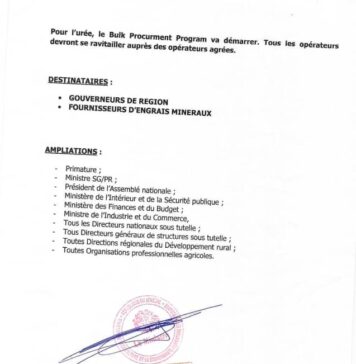 Pour l'urée, le Bulk Procurment Program va démarrer. Tous les opérateurs
devront se ravitailler auprès des opérateurs agrées.
DESTINATAIRES :
• GOUVERNEURS DE REGION
• FOURNISSEURS D'ENGRAIS MINERAUX
AMPLIATIONS :
- Primature ;
- Ministre SG/PR ;
- Président de l'Assemblé nationale ;
- Ministère de l'Intérieur et de la Sécurité publique ;
- Ministère des Finances et du Budget ;
- Ministre de l'Industrie et du Commerce,
- Tous les Directeurs nationaux sous tutelle ;
- Tous Directeurs généraux de structures sous tutelle ;
- Toutes Directions régionales du Développement rural ;
- Toutes Organisations professionnelles agricoles.